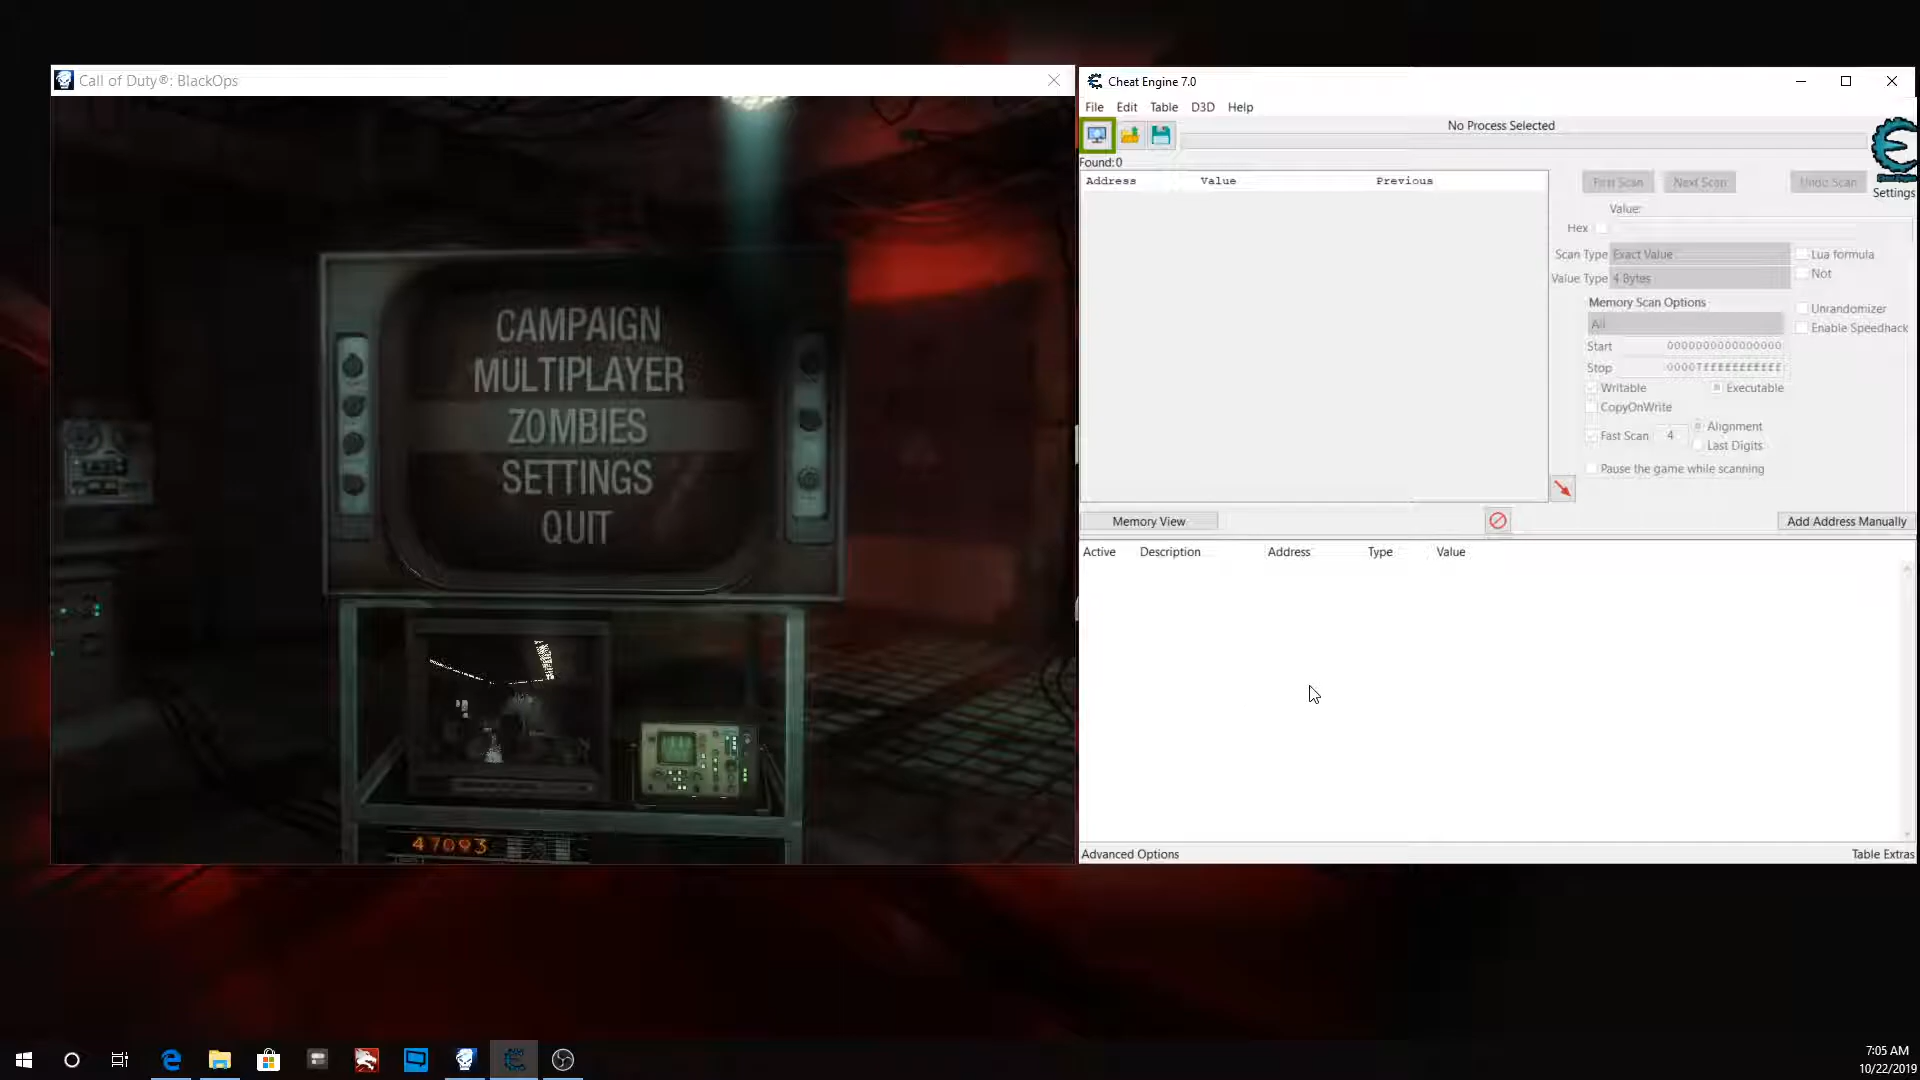 Call of Duty®: BlackOps
CAMPAIGN
MULTIPLAYER
ZOMBIES
SETTINGS
QUIT
47093
Cheat Engine 7.0
File Edit Table D3D Help
No Process Selected
Found:0
Address Value Previous
First Scan Next Scan Undo Scan
Settings
Value:
Hex
Scan Type Exact Value
Lua formula
Value Type 4 Bytes
Not
Memory Scan Options
All
Unrandomizer
Enable Speedhack
Start 0000000000000000
Stop 00007fffffffffff
Writable Executable
CopyOnWrite
Fast Scan 4 Alignment
Last Digits
Pause the game while scanning
Memory View
Add Address Manually
Active Description Address Type Value
Advanced Options
Table Extras
7:05 AM
10/22/2019